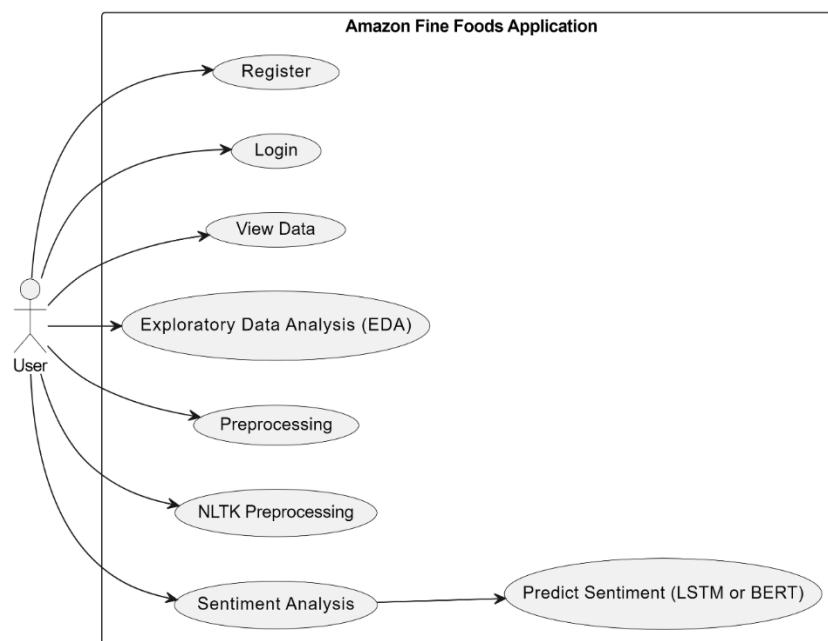 Amazon Fine Foods Application
Register
Login
View Data
Exploratory Data Analysis (EDA)
User
Preprocessing
NLTK Preprocessing
Sentiment Analysis
Predict Sentiment (LSTM or BERT)